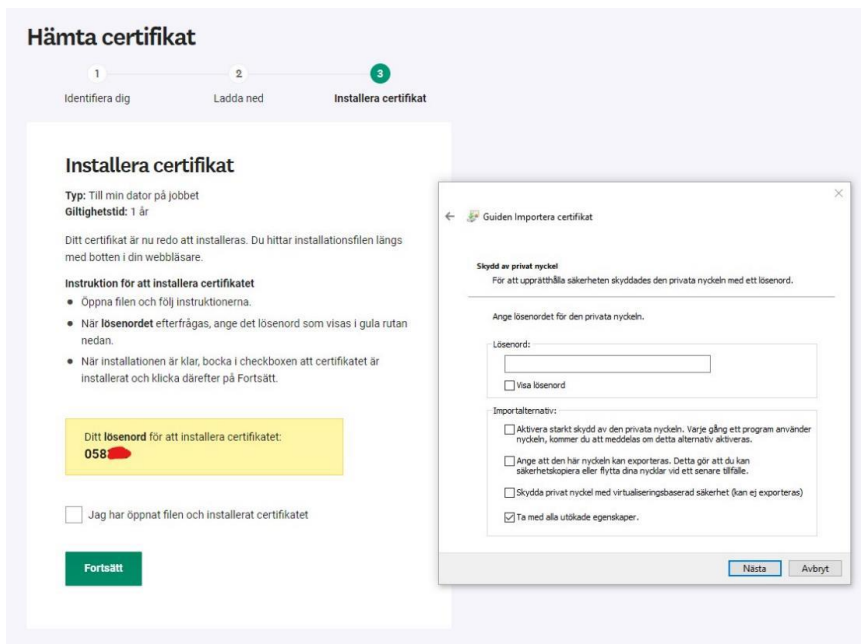 Hämta certifikat
1
2
3
Identifiera dig
Ladda ned
Installera certifikat
Installera certifikat
Typ: Till min dator på jobbet
Giltighetstid: 1 år
Ditt certifikat är nu redo att installeras. Du hittar installationsfilen längs
med botten i din webbläsare.
Instruktion för att installera certifikatet
• Öppna filen och följ instruktionerna.
• När lösenordet efterfrågas, ange det lösenord som visas i gula rutan
nedan.
• När installationen är klar, bocka i checkboxen att certifikatet är
installerat och klicka därefter på Fortsätt.
Ditt lösenord för att installera certifikatet:
058
Jag har öppnat filen och installerat certifikatet
Fortsätt
Guiden Importera certifikat
Skydd av privat nyckel
För att upprätthålla säkerheten skyddades den privata nyckeln med ett lösenord.
Ange lösenordet för den privata nyckeln.
Lösenord:
Visa lösenord
Importalternativ:
Aktivera starkt skydd av den privata nyckeln. Varje gång ett program använder
nyckeln, kommer du att meddelas om detta alternativ aktiveras.
Ange att den här nyckeln kan exporteras. Detta gör att du kan
säkerhetskopiera eller flytta dina nycklar vid ett senare tillfälle.
Skydda privat nyckel med virtualiseringsbaserad säkerhet (kan ej exporteras)
Ta med alla utökade egenskaper.
Nästa
Avbryt